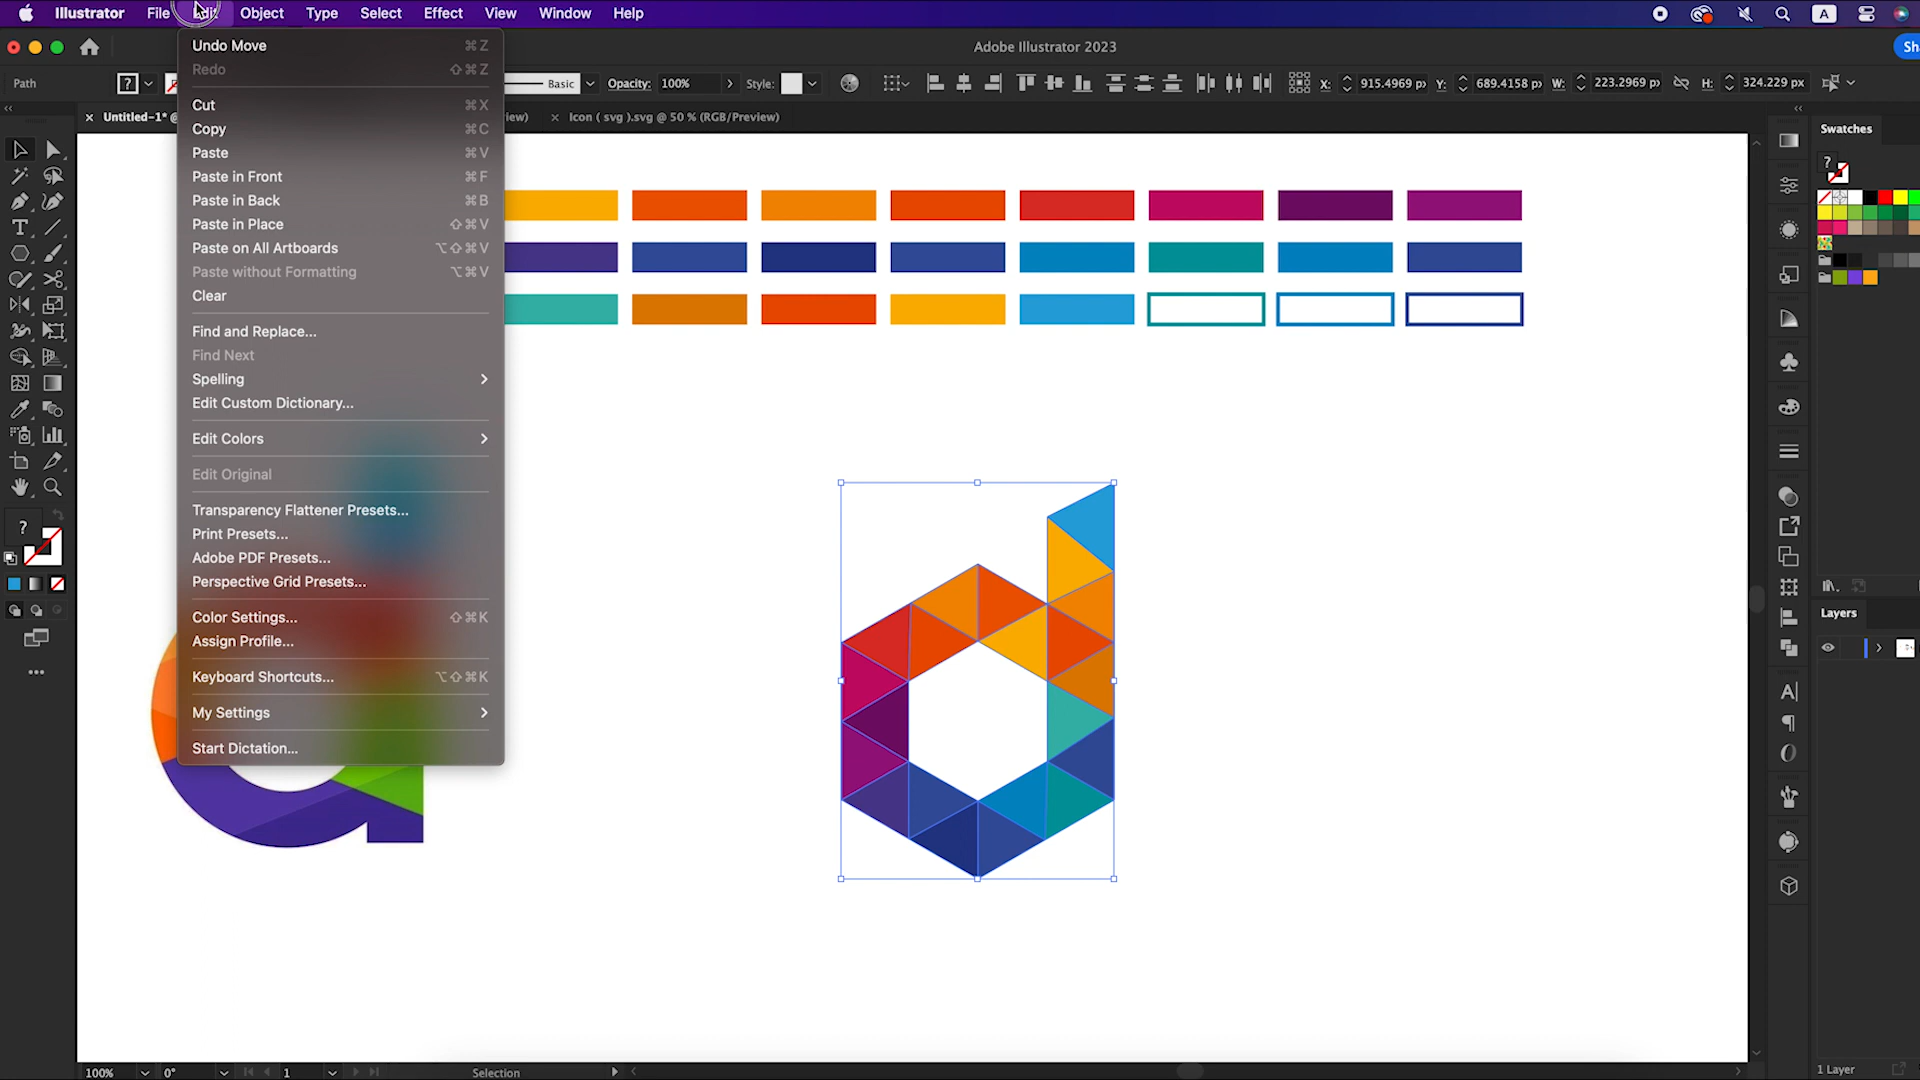 Illustrator File Edit Object Type Select Effect View Window Help A
Adobe Illustrator 2023
Path ? Basic Opacity: 100% Style: X: 915.4969 p Y: 689.4158 p W: 223.2969 p H: 324.229 px
× Untitled-1* @ iew) × Icon ( svg ).svg @ 50 % (RGB/Preview)
Undo Move ⌘Z
Redo ⇧⌘Z
Cut ⌘X
Copy ⌘C
Paste ⌘V
Paste in Front ⌘F
Paste in Back ⌘B
Paste in Place ⇧⌘V
Paste on All Artboards ⌥⇧⌘V
Paste without Formatting ⌥⌘V
Clear
Find and Replace...
Find Next
Spelling
Edit Custom Dictionary...
Edit Colors
Edit Original
Transparency Flattener Presets...
Print Presets...
Adobe PDF Presets...
Perspective Grid Presets...
Color Settings... ⇧⌘K
Assign Profile...
Keyboard Shortcuts... ⌥⇧⌘K
My Settings
Start Dictation...
Sh
Swatches
?
Layers
?
1 Layer
100% 0° 1 Selection